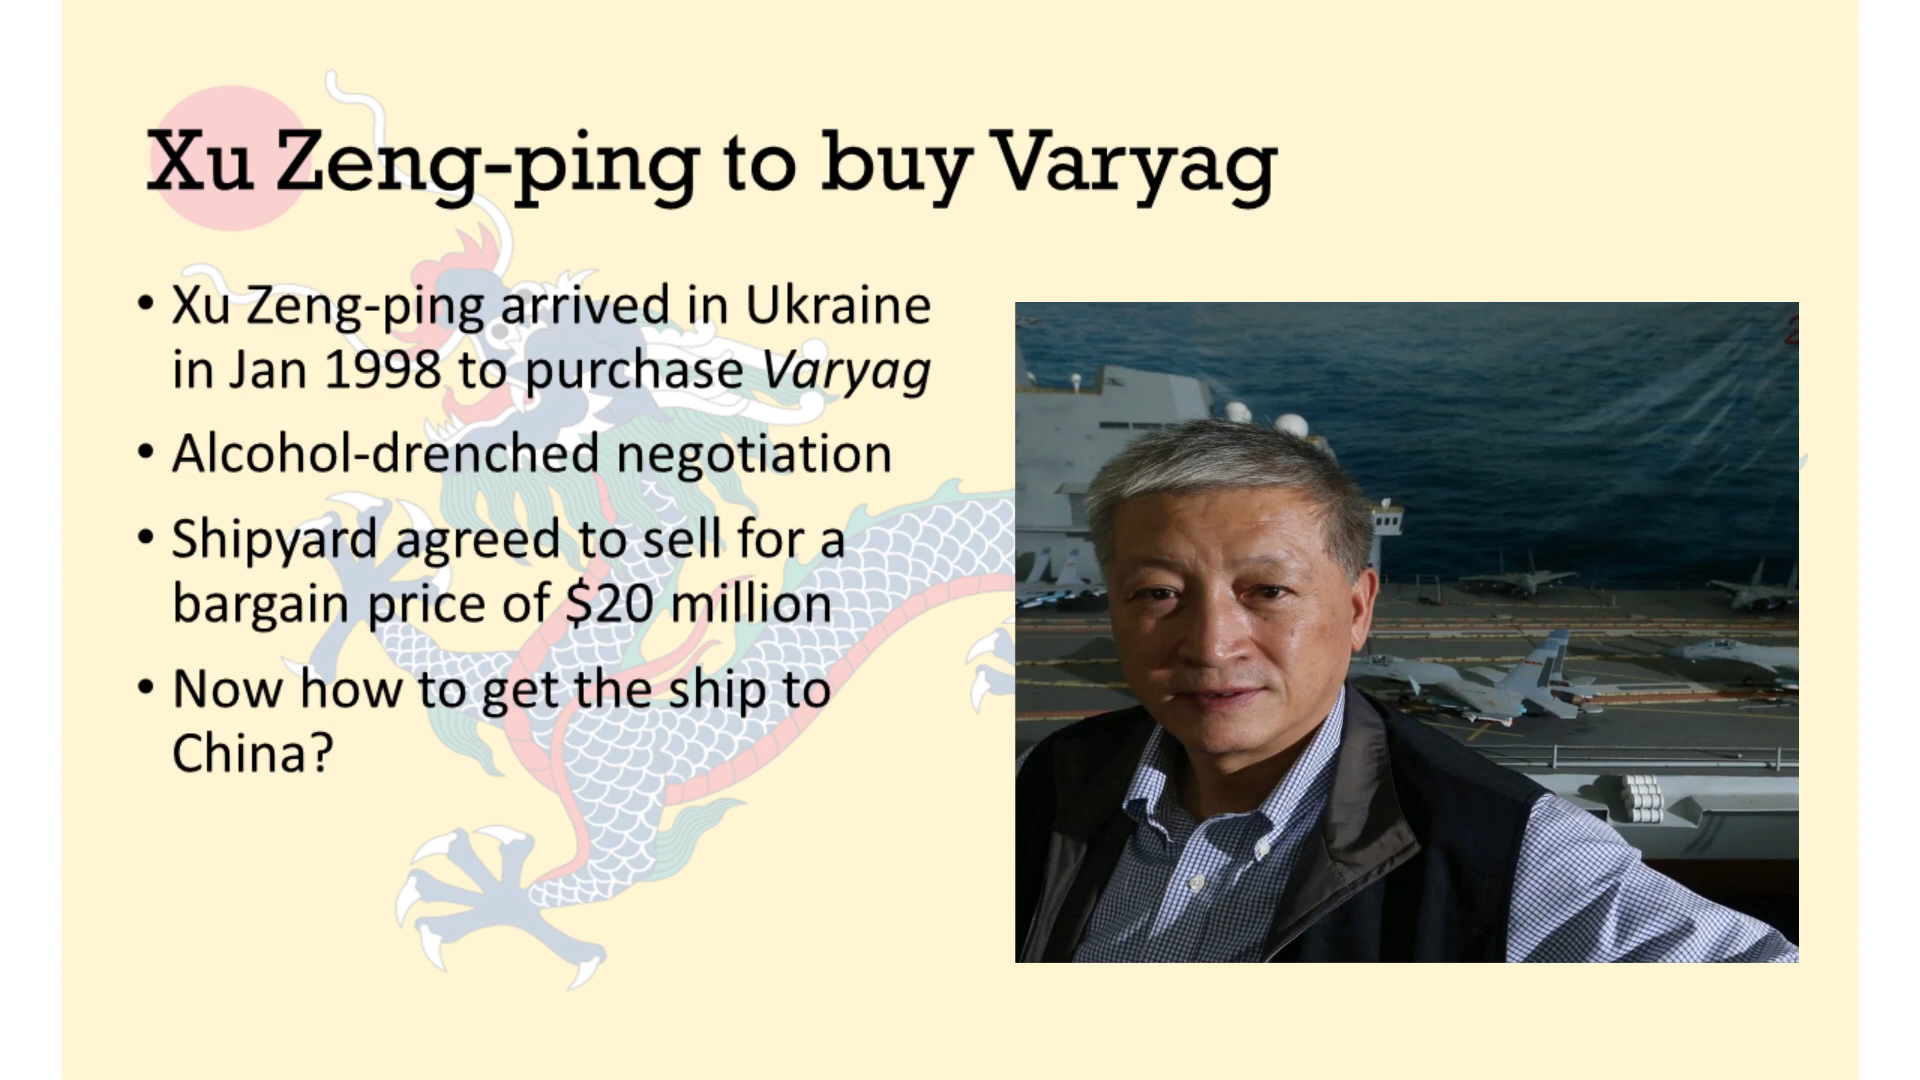 Xu Zeng-ping to buy Varyag
• Xu Zeng-ping arrived in Ukraine
in Jan 1998 to purchase Varyag
• Alcohol-drenched negotiation
• Shipyard agreed to sell for a
bargain price of $20 million
• Now how to get the ship to
China?